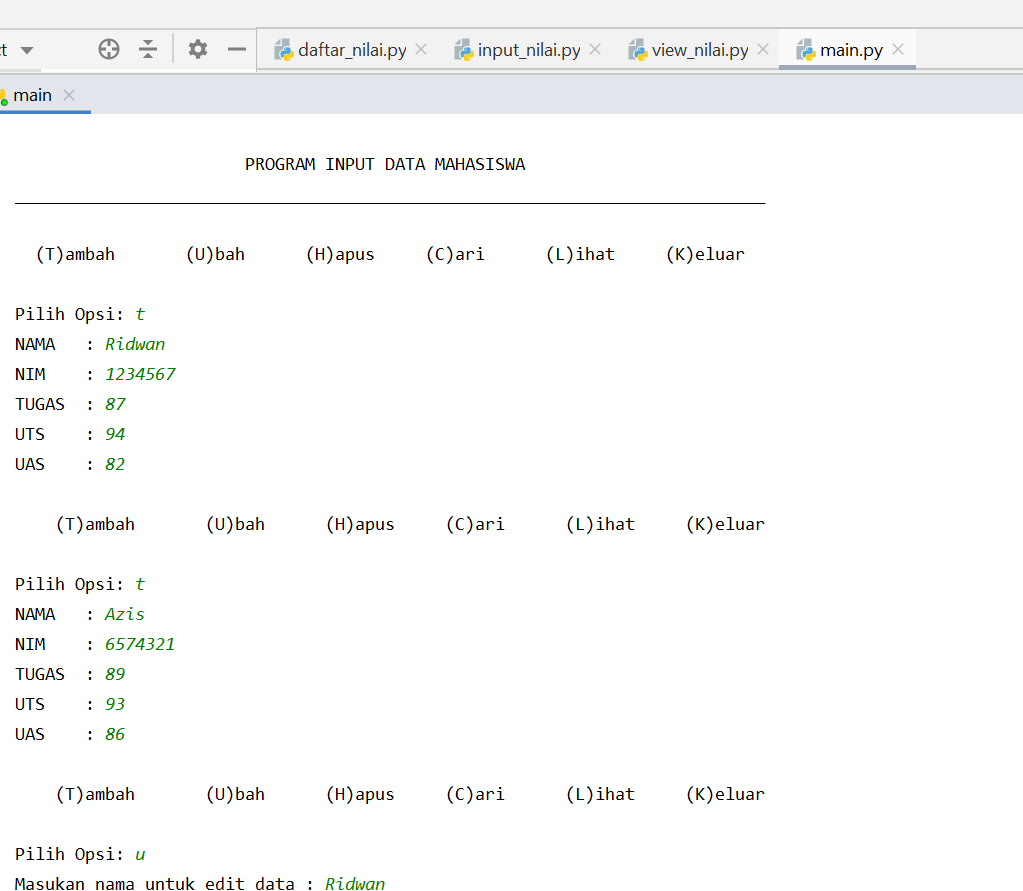 daftar_nilai.py input_nilai.py view_nilai.py main.py
main
PROGRAM INPUT DATA MAHASISWA
(T)ambah (U)bah (H)apus (C)ari (L)ihat (K)eluar
Pilih Opsi: t
NAMA : Ridwan
NIM : 1234567
TUGAS : 87
UTS : 94
UAS : 82
(T)ambah (U)bah (H)apus (C)ari (L)ihat (K)eluar
Pilih Opsi: t
NAMA : Azis
NIM : 6574321
TUGAS : 89
UTS : 93
UAS : 86
(T)ambah (U)bah (H)apus (C)ari (L)ihat (K)eluar
Pilih Opsi: u
Masukan nama untuk edit data : Ridwan